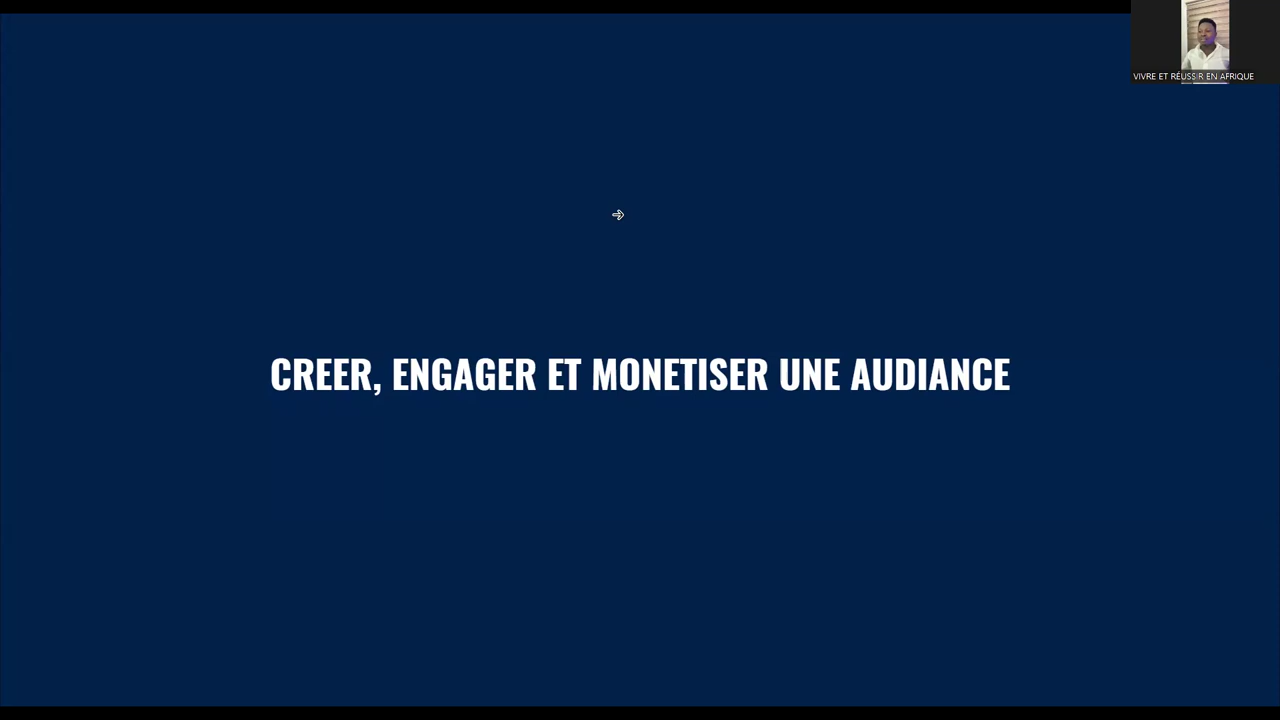 VIVRE ET RÉUSSIR EN AFRIQUE
CREER, ENGAGER ET MONETISER UNE AUDIANCE